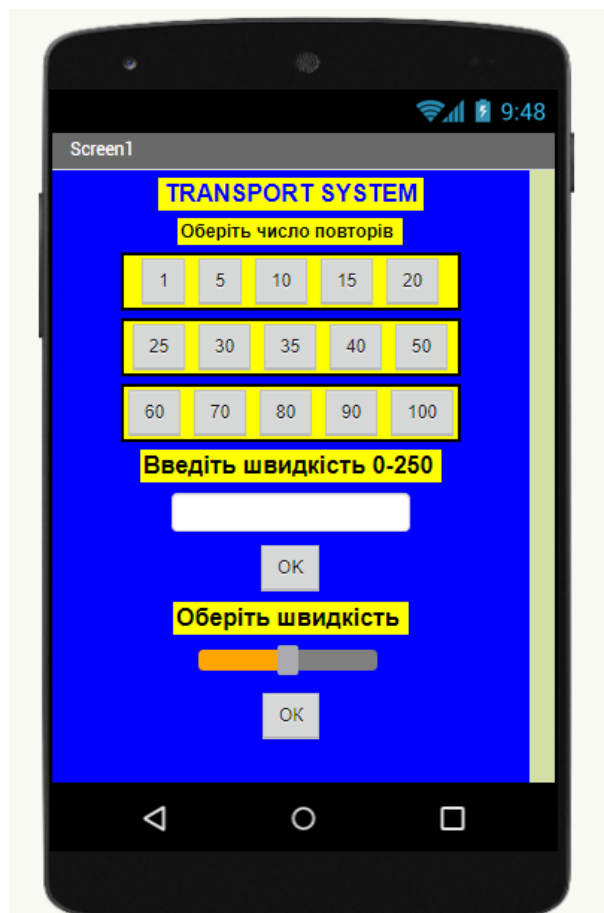 9:48
Screen1
TRANSPORT SYSTEM
Оберіть число повторів
1 5 10 15 20
25 30 35 40 50
60 70 80 90 100
Введіть швидкість 0-250
OK
Оберіть швидкість
OK